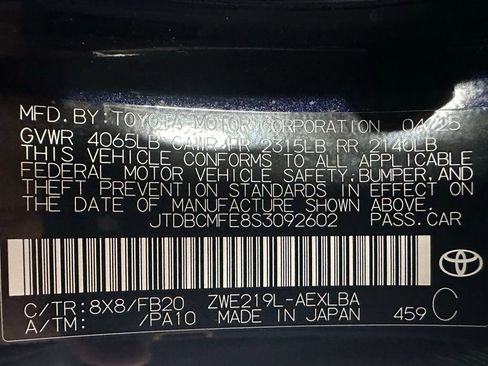 MFD. BY: TOYOTA MOTOR CORPORATION 04/25
GVWR 4065LB GAWR FR 2315LB RR 2140LB
THIS VEHICLE CONFORMS TO ALL APPLICABLE
FEDERAL MOTOR VEHICLE SAFETY, BUMPER, AND
THEFT PREVENTION STANDARDS IN EFFECT ON
THE DATE OF MANUFACTURE SHOWN ABOVE.
JTDBCMFE8S3092602 PASS. CAR
C/TR: 8X8/FB20 ZWE219L-AEXLBA
A/TM: /PA10 MADE IN JAPAN 459 C